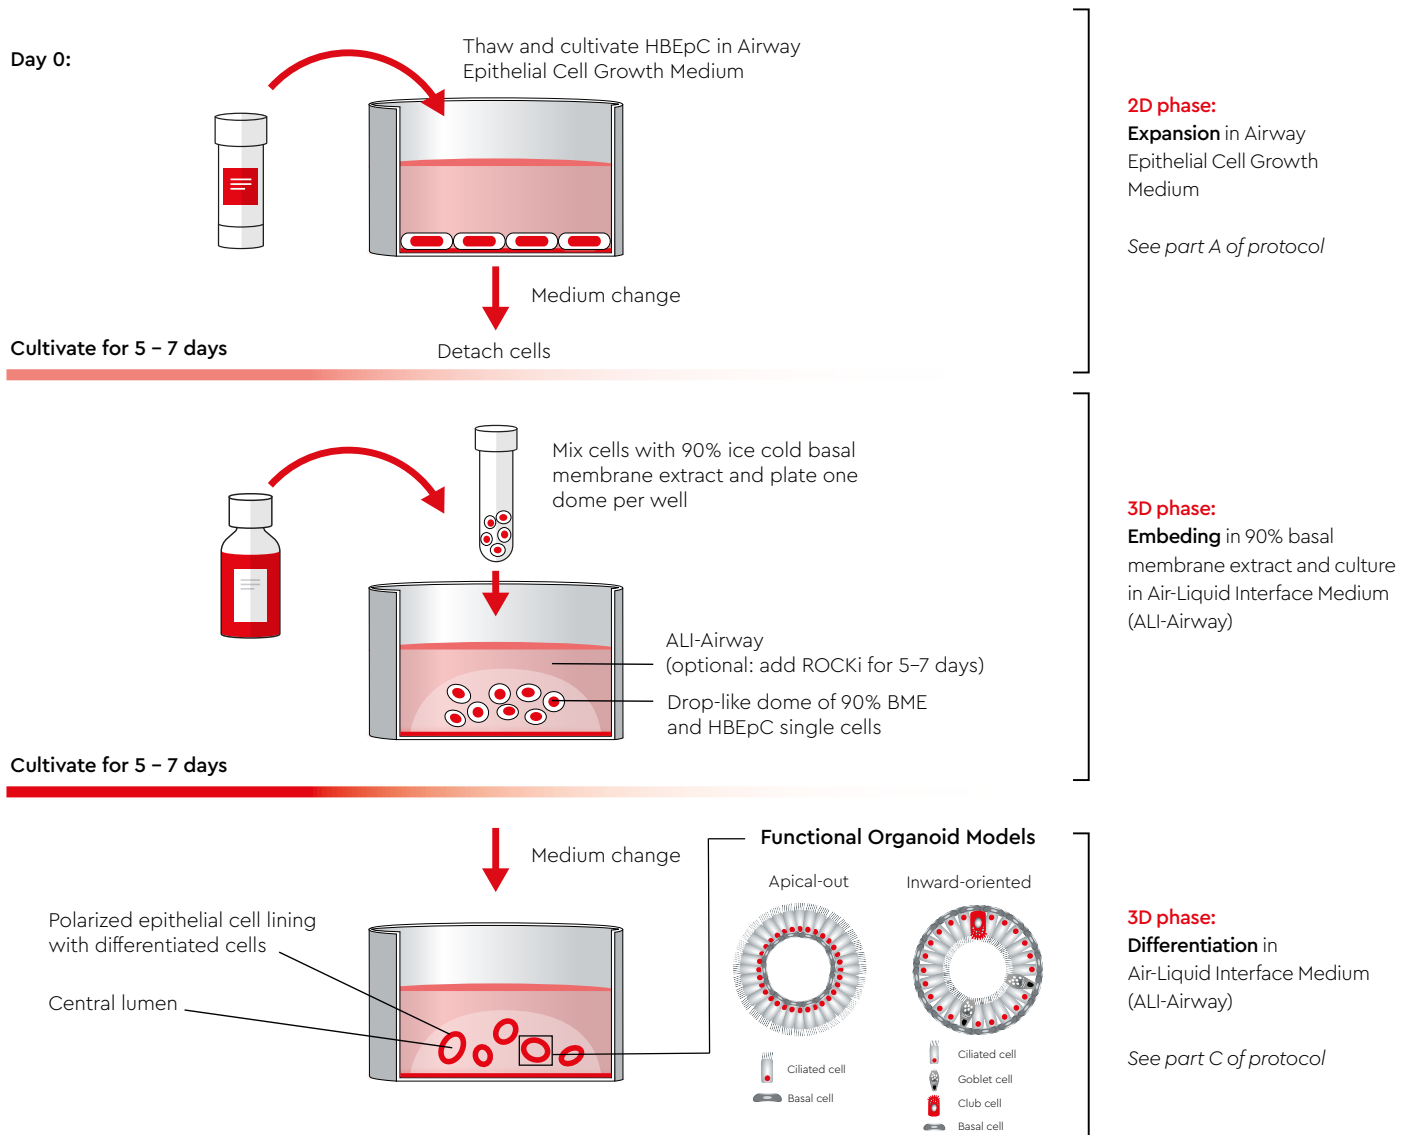 Day 0:
Thaw and cultivate HBEpC in Airway
Epithelial Cell Growth Medium
2D phase:
Expansion in Airway
Epithelial Cell Growth
Medium
See part A of protocol
Medium change
Cultivate for 5 – 7 days
Detach cells
Mix cells with 90% ice cold basal
membrane extract and plate one
dome per well
3D phase:
Embeding in 90% basal
membrane extract and culture
in Air-Liquid Interface Medium
(ALI-Airway)
ALI-Airway
(optional: add ROCKi for 5–7 days)
Drop-like dome of 90% BME
and HBEpC single cells
Cultivate for 5 – 7 days
Medium change
Functional Organoid Models
Apical-out
Inward-oriented
Polarized epithelial cell lining
with differentiated cells
Central lumen
3D phase:
Differentiation in
Air-Liquid Interface Medium
(ALI-Airway)
See part C of protocol
Ciliated cell
Basal cell
Ciliated cell
Goblet cell
Club cell
Basal cell